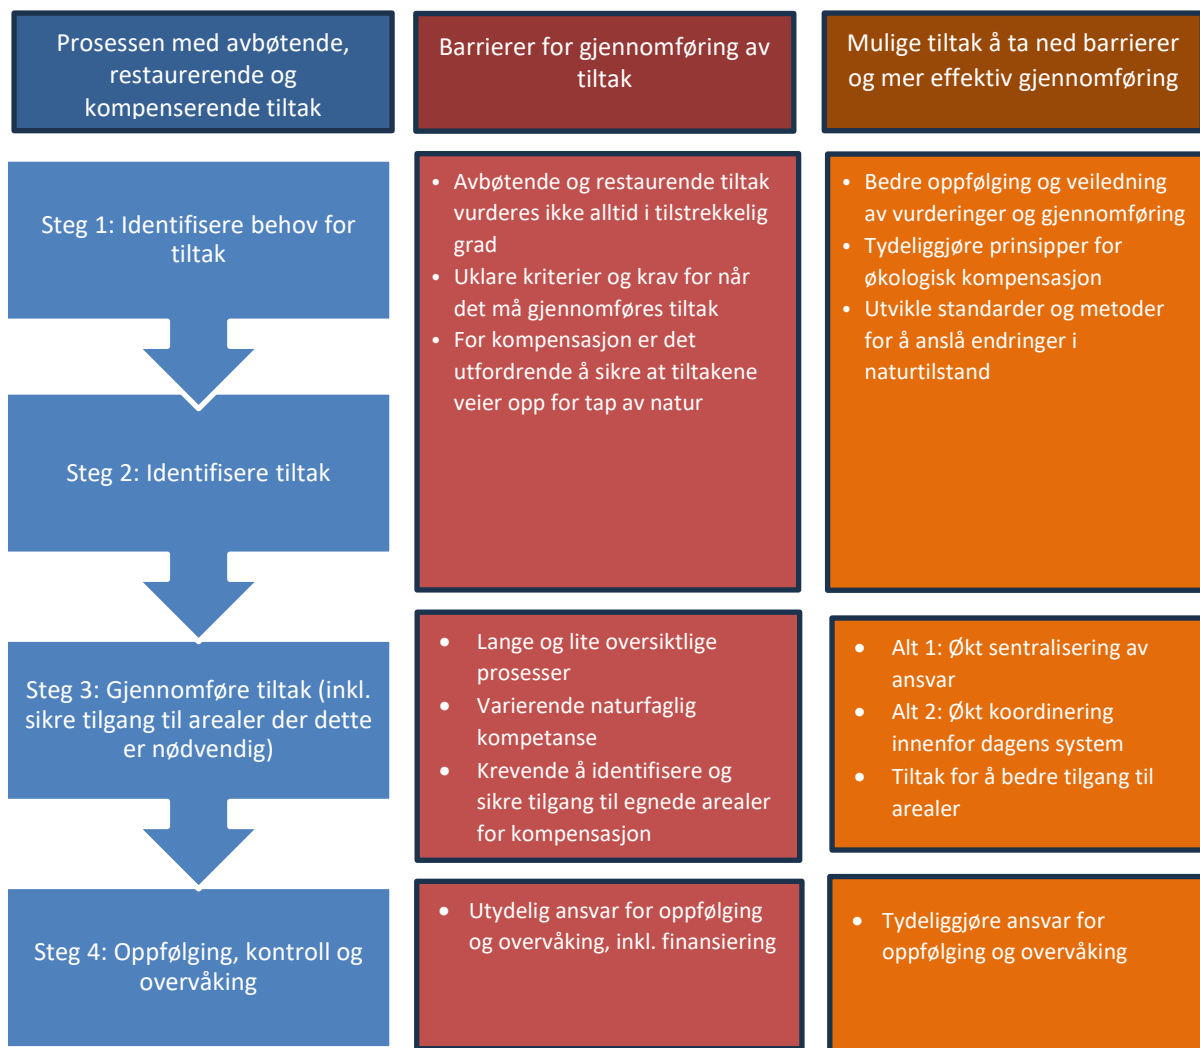 Prosessen med avbøtende,
restaurerende og
kompenserende tiltak
Barrierer for gjennomføring av
tiltak
Mulige tiltak å ta ned barrierer
og mer effektiv gjennomføring
Steg 1: Identifisere behov for
tiltak
Steg 2: Identifisere tiltak
• Avbøtende og restaurende tiltak
vurderes ikke alltid i tilstrekkelig
grad
• Uklare kriterier og krav for når
det må gjennomføres tiltak
• For kompensasjon er det
utfordrende å sikre at tiltakene
veier opp for tap av natur
• Bedre oppfølging og veiledning
av vurderinger og gjennomføring
• Tydeliggjøre prinsipper for
økologisk kompensasjon
• Utvikle standarder og metoder
for å anslå endringer i
naturtilstand
Steg 3: Gjennomføre tiltak (inkl.
sikre tilgang til arealer der dette
er nødvendig)
• Lange og lite oversiktlige
prosesser
• Varierende naturfaglig
kompetanse
• Krevende å identifisere og
sikre tilgang til egnede arealer
for kompensasjon
• Alt 1: Økt sentralisering av
ansvar
• Alt 2: Økt koordinering
innenfor dagens system
• Tiltak for å bedre tilgang til
arealer
Steg 4: Oppfølging, kontroll og
overvåking
• Utydelig ansvar for oppfølging
og overvåking, inkl. finansiering
• Tydeliggjøre ansvar for
oppfølging og overvåking